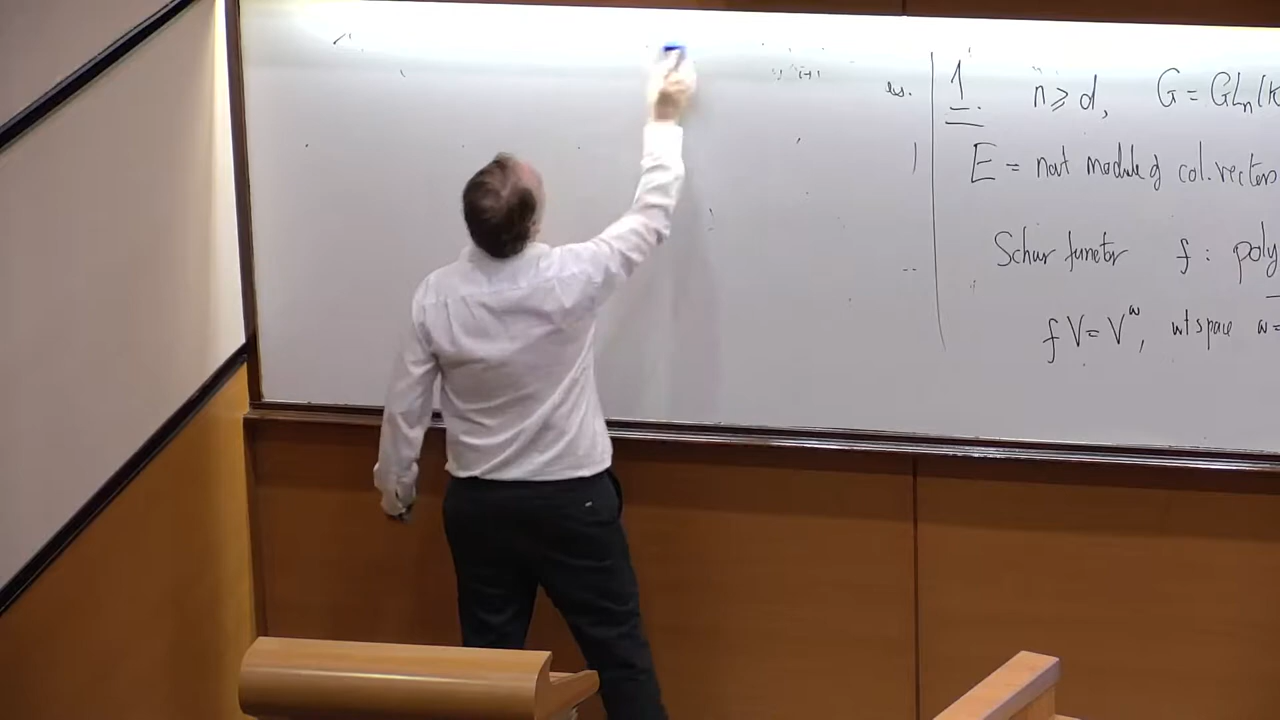 1. n ≥ d, G = GLn(K
E = nat module of col. vectors
Schur functor f : poly
f V = V^ω, wt space ω =